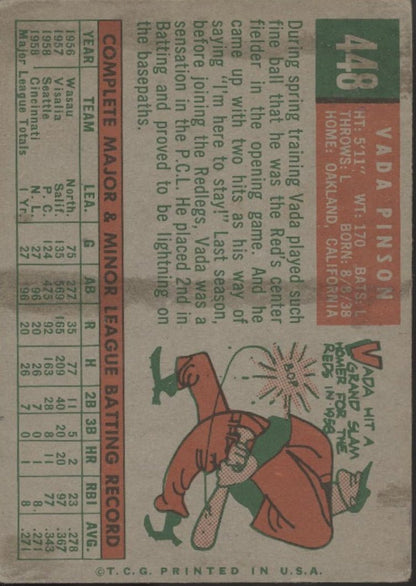 448
VADA PINSON
HT: 5'11" WT: 170 BATS: L
THROWS: L BORN: 8/8/38
HOME: OAKLAND, CALIFORNIA
During spring training Vada played such
fine ball that he was the Red's center
fielder in the opening game. And he
came up with two hits as his way of
saying "I'm here to stay!" Last season,
before joining the Redlegs, Vada was a
sensation in the P.C.L. He placed 2nd in
Batting and proved to be lightning on
the basepaths.
VADA HIT A
GRAND SLAM
HOMER FOR THE
REDS IN 1958
BOP
COMPLETE MAJOR & MINOR LEAGUE BATTING RECORD
YEAR TEAM LEA. G AB R H 2B 3B HR RBI AVG.
1956 Wasau North. 75 277 35 77 11 5 2 23 .278
1957 Visalia Calif. 135 569 165 209 40 20 20 97 .367
1958 Seattle P. C. 124 475 92 163 28 77 .343
1958 Cincinnati N. L. 27 96 20 26 7 0 1 8 .271
Major League Totals 1 Yr. 27 96 20 26 7 0 1 8 .271
©T.C.G. PRINTED IN U.S.A.